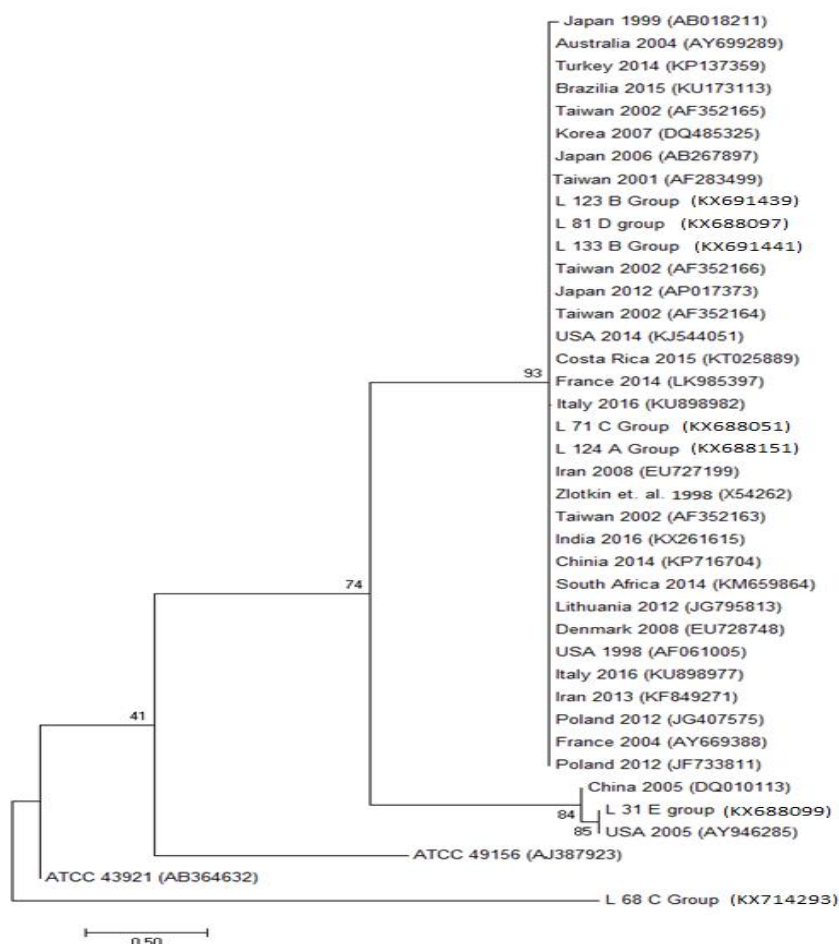 Japan 1999 (AB018211)
Australia 2004 (AY699289)
Turkey 2014 (KP137359)
Brazilia 2015 (KU173113)
Taiwan 2002 (AF352165)
Korea 2007 (DQ485325)
Japan 2006 (AB267897)
Taiwan 2001 (AF283499)
L 123 B Group (KX691439)
L 81 D group (KX688097)
L 133 B Group (KX691441)
Taiwan 2002 (AF352166)
Japan 2012 (AP017373)
Taiwan 2002 (AF352164)
USA 2014 (KJ544051)
Costa Rica 2015 (KT025889)
93 France 2014 (LK985397)
Italy 2016 (KU898982)
L 71 C Group (KX688051)
L 124 A Group (KX688151)
Iran 2008 (EU727199)
Zlotkin et. al. 1998 (X54262)
Taiwan 2002 (AF352163)
India 2016 (KX261615)
Chinia 2014 (KP716704)
74 South Africa 2014 (KM659864)
Lithuania 2012 (JG795813)
Denmark 2008 (EU728748)
USA 1998 (AF061005)
Italy 2016 (KU898977)
Iran 2013 (KF849271)
41 Poland 2012 (JG407575)
France 2004 (AY669388)
Poland 2012 (JF733811)
China 2005 (DQ010113)
84 L 31 E group (KX688099)
85 USA 2005 (AY946285)
ATCC 49156 (AJ387923)
ATCC 43921 (AB364632)
L 68 C Group (KX714293)
0.50